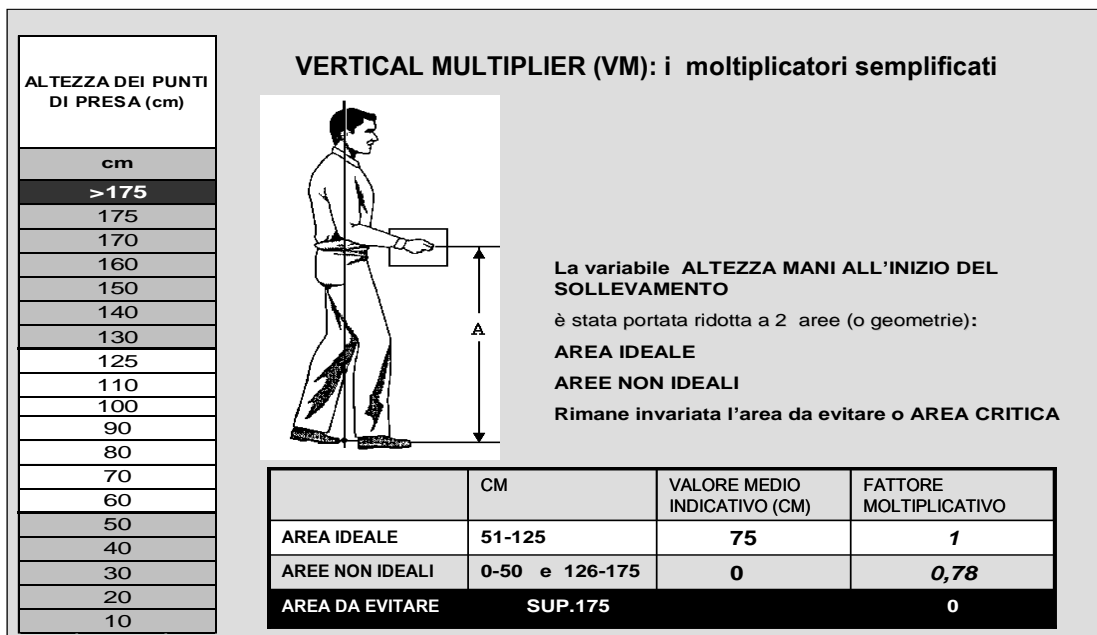 ALTEZZA DEI PUNTI
DI PRESA (cm)
cm
>175
175
170
160
150
140
130
125
110
100
90
80
70
60
50
40
30
20
10
VERTICAL MULTIPLIER (VM): i moltiplicatori semplificati
A
La variabile ALTEZZA MANI ALL'INIZIO DEL
SOLLEVAMENTO
è stata portata ridotta a 2 aree (o geometrie):
AREA IDEALE
AREE NON IDEALI
Rimane invariata l'area da evitare o AREA CRITICA
CM VALORE MEDIO INDICATIVO (CM) FATTORE MOLTIPLICATIVO
AREA IDEALE 51-125 75 1
AREE NON IDEALI 0-50 e 126-175 0 0,78
AREA DA EVITARE SUP.175 0